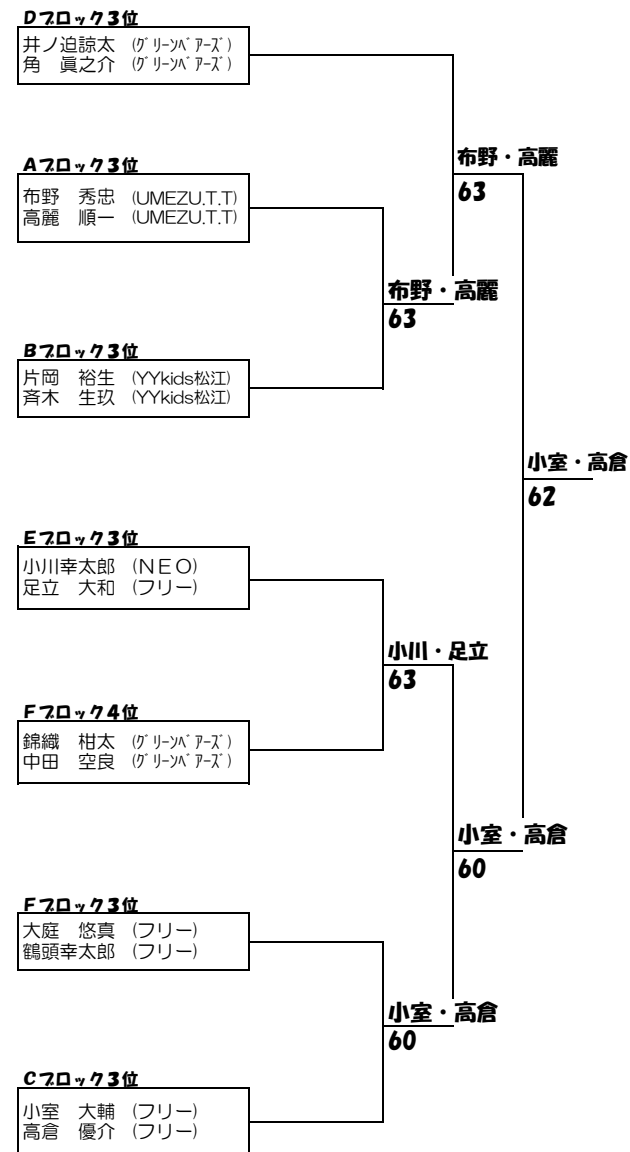 Dブロック3位
井ノ迫諒太 (ｸﾞﾘｰﾝﾍﾞｱｰｽﾞ)
角　眞之介 (ｸﾞﾘｰﾝﾍﾞｱｰｽﾞ)
布野・高麗
63
Aブロック3位
布野　秀忠 (UMEZU.T.T)
高麗　順一 (UMEZU.T.T)
布野・高麗
63
Bブロック3位
片岡　裕生 (YYkids松江)
斉木　生玖 (YYkids松江)
小室・高倉
62
Eブロック3位
小川幸太郎 (ＮＥＯ)
足立　大和 (フリー)
小川・足立
63
Fブロック4位
錦織　柑太 (ｸﾞﾘｰﾝﾍﾞｱｰｽﾞ)
中田　空良 (ｸﾞﾘｰﾝﾍﾞｱｰｽﾞ)
小室・高倉
60
Fブロック3位
大庭　悠真 (フリー)
鶴頭幸太郎 (フリー)
小室・高倉
60
Cブロック3位
小室　大輔 (フリー)
高倉　優介 (フリー)